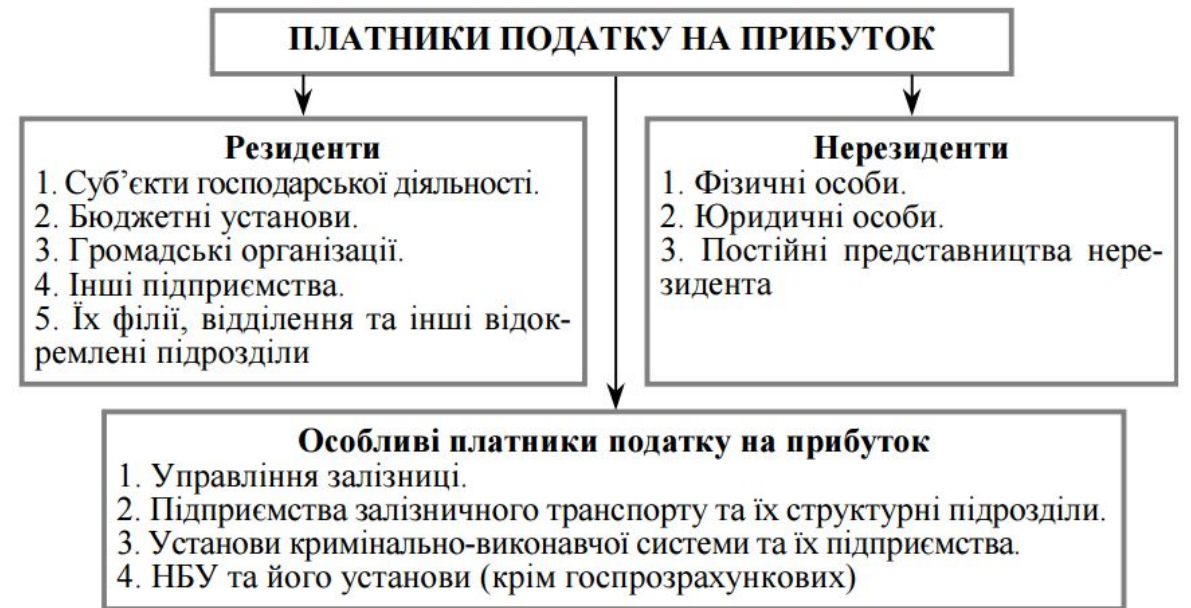 ПЛАТНИКИ ПОДАТКУ НА ПРИБУТОК
Резиденти
1. Суб’єкти господарської діяльності.
2. Бюджетні установи.
3. Громадські організації.
4. Інші підприємства.
5. Їх філії, відділення та інші відок-
ремлені підрозділи
Нерезиденти
1. Фізичні особи.
2. Юридичні особи.
3. Постійні представництва нере-
зидента
Особливі платники податку на прибуток
1. Управління залізниці.
2. Підприємства залізничного транспорту та їх структурні підрозділи.
3. Установи кримінально-виконавчої системи та їх підприємства.
4. НБУ та його установи (крім госпрозрахункових)